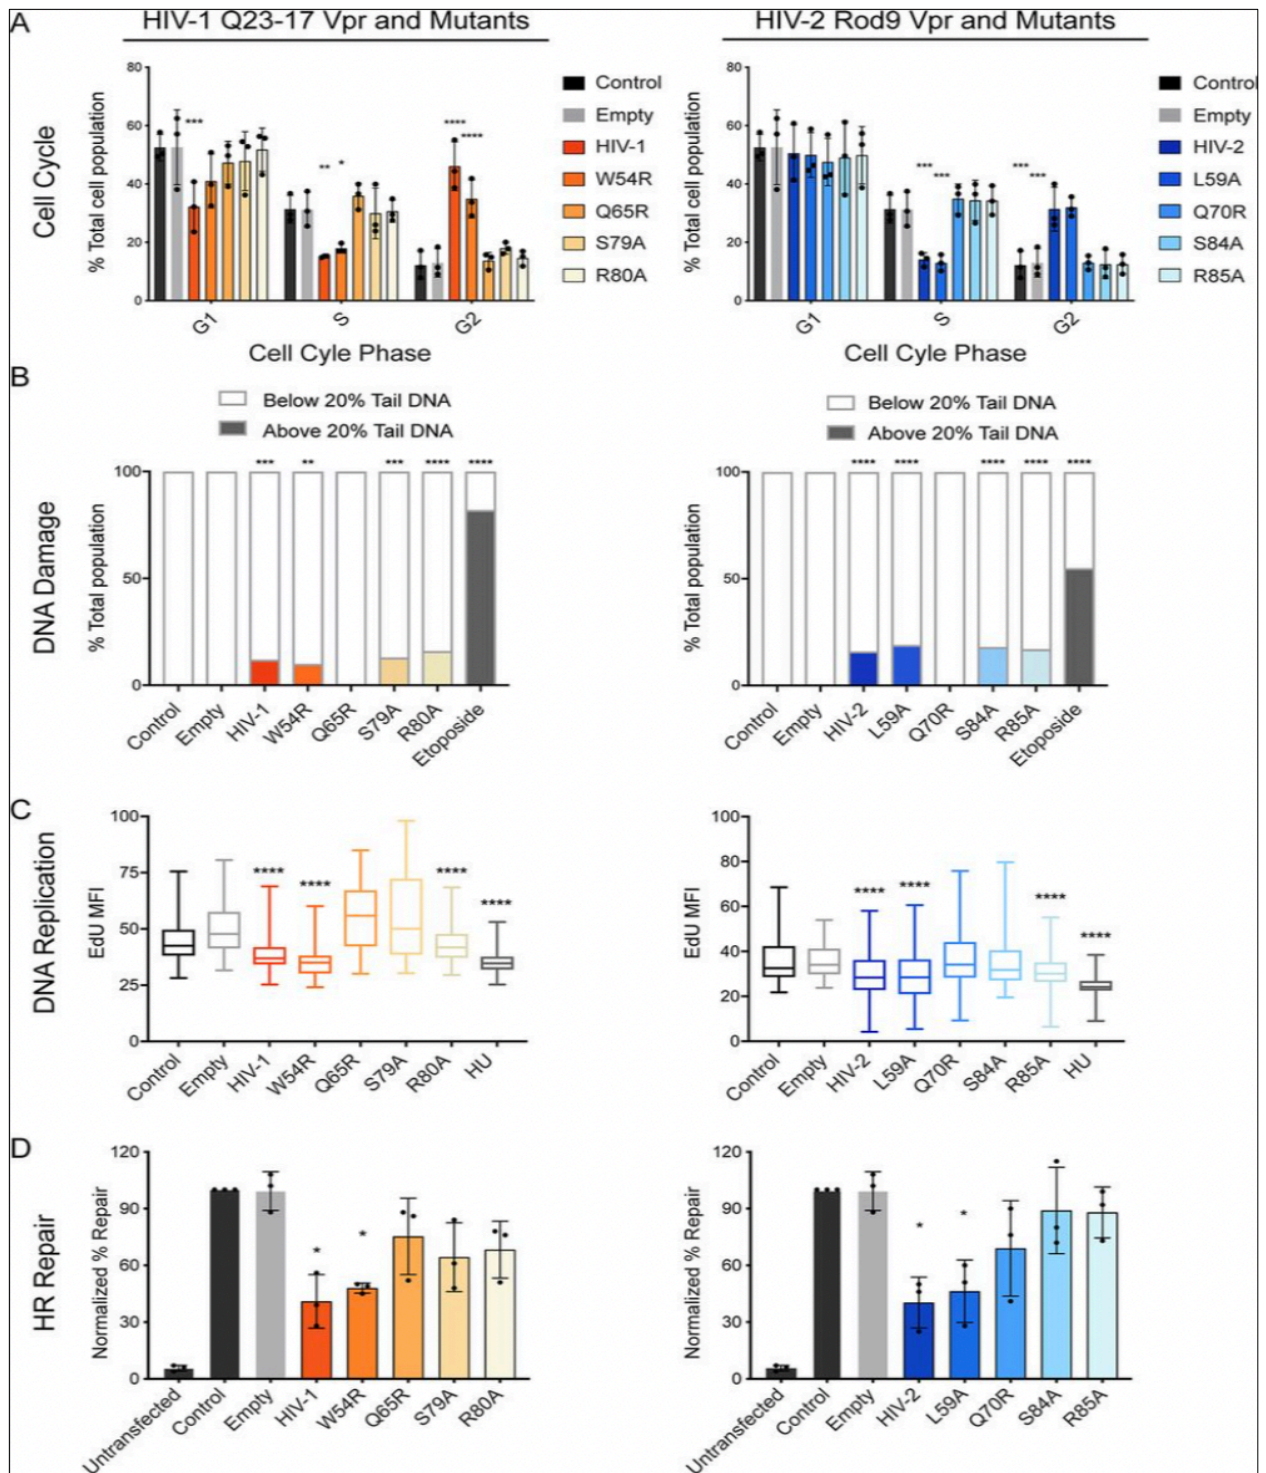 A
HIV-1 Q23-17 Vpr and Mutants
HIV-2 Rod9 Vpr and Mutants
Cell Cycle
% Total cell population
80
60
40
20
0
***
**
*
****
****
G1
S
G2
Cell Cyle Phase
Control
Empty
HIV-1
W54R
Q65R
S79A
R80A
% Total cell population
80
60
40
20
0
***
***
***
***
G1
S
G2
Cell Cyle Phase
Control
Empty
HIV-2
L59A
Q70R
S84A
R85A
B
DNA Damage
Below 20% Tail DNA
Above 20% Tail DNA
% Total population
100
50
0
***
**
***
****
****
Control
Empty
HIV-1
W54R
Q65R
S79A
R80A
Etoposide
Below 20% Tail DNA
Above 20% Tail DNA
% Total population
100
50
0
****
****
****
****
****
Control
Empty
HIV-2
L59A
Q70R
S84A
R85A
Etoposide
C
DNA Replication
EdU MFI
100
75
50
25
0
****
****
****
****
Control
Empty
HIV-1
W54R
Q65R
S79A
R80A
HU
EdU MFI
100
80
60
40
20
0
****
****
****
****
Control
Empty
HIV-2
L59A
Q70R
S84A
R85A
HU
D
HR Repair
Normalized % Repair
120
90
60
30
0
*
*
Untransfected
Control
Empty
HIV-1
W54R
Q65R
S79A
R80A
Normalized % Repair
120
90
60
30
0
*
*
Untransfected
Control
Empty
HIV-2
L59A
Q70R
S84A
R85A